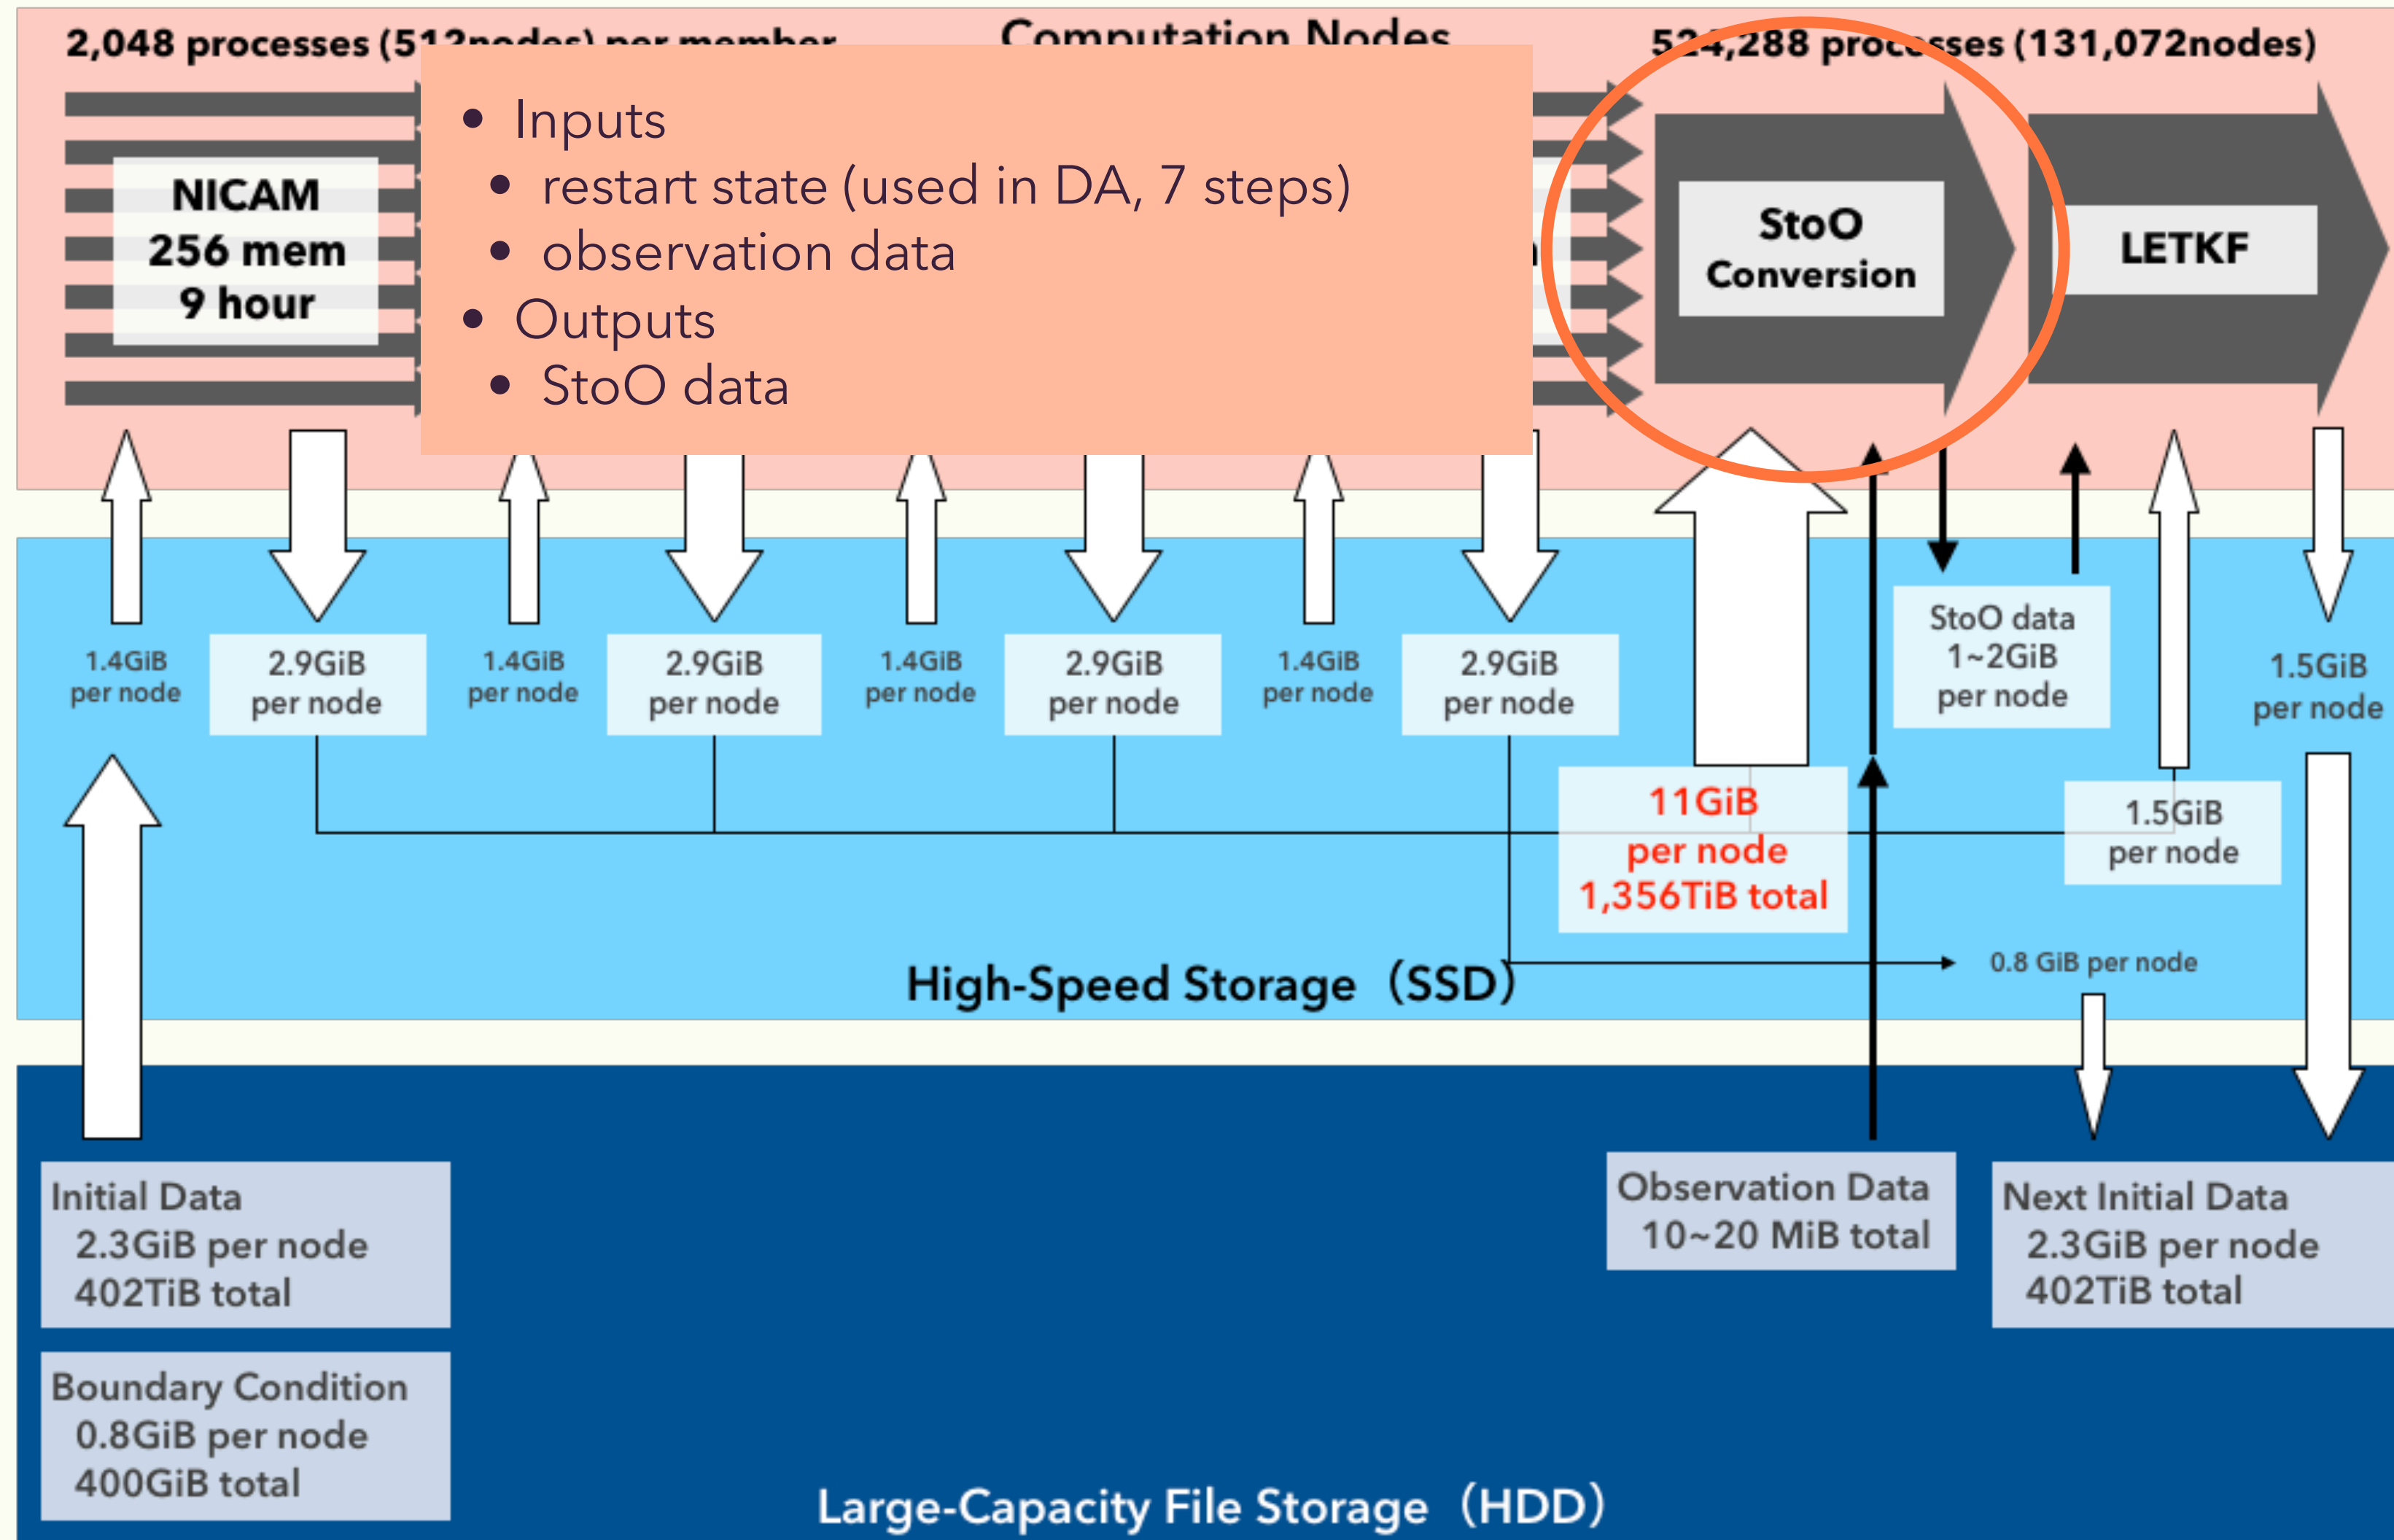 2,048 processes (512nodes) per member
Computation Nodes
524,288 processes (131,072nodes)
• Inputs
• restart state (used in DA, 7 steps)
• observation data
• Outputs
• StoO data
NICAM
256 mem
9 hour
StoO
Conversion
LETKF
1.4GiB
per node
2.9GiB
per node
1.4GiB
per node
2.9GiB
per node
1.4GiB
per node
2.9GiB
per node
1.4GiB
per node
2.9GiB
per node
11GiB
per node
1,356TiB total
StoO data
1~2GiB
per node
1.5GiB
per node
1.5GiB
per node
0.8 GiB per node
High-Speed Storage（SSD）
Initial Data
2.3GiB per node
402TiB total
Boundary Condition
0.8GiB per node
400GiB total
Observation Data
10~20 MiB total
Next Initial Data
2.3GiB per node
402TiB total
Large-Capacity File Storage（HDD）